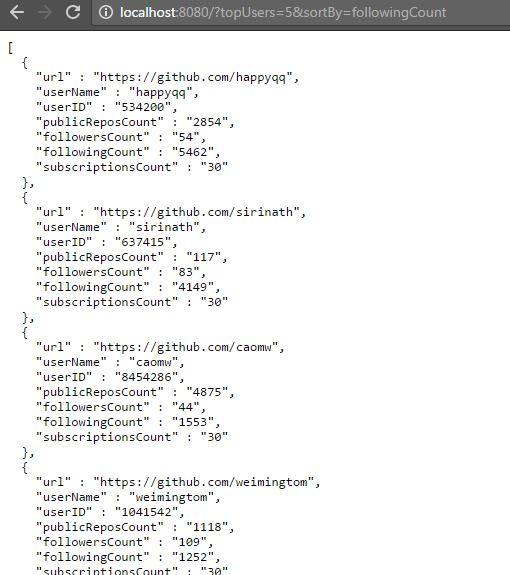 localhost:8080/?topUsers=5&sortBy=followingCount
[
  {
    "url" : "https://github.com/happyqq",
    "userName" : "happyqq",
    "userID" : "534200",
    "publicReposCount" : "2854",
    "followersCount" : "54",
    "followingCount" : "5462",
    "subscriptionsCount" : "30"
  },
  {
    "url" : "https://github.com/sirinath",
    "userName" : "sirinath",
    "userID" : "637415",
    "publicReposCount" : "117",
    "followersCount" : "83",
    "followingCount" : "4149",
    "subscriptionsCount" : "30"
  },
  {
    "url" : "https://github.com/caomw",
    "userName" : "caomw",
    "userID" : "8454286",
    "publicReposCount" : "4875",
    "followersCount" : "44",
    "followingCount" : "1553",
    "subscriptionsCount" : "30"
  },
  {
    "url" : "https://github.com/weimingtom",
    "userName" : "weimingtom",
    "userID" : "1041542",
    "publicReposCount" : "1118",
    "followersCount" : "109",
    "followingCount" : "1252",
    "subscriptionsCount" : "30"